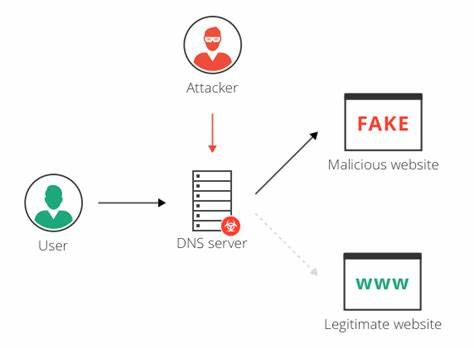 Attacker
FAKE
Malicious website
User
DNS server
www
Legitimate website